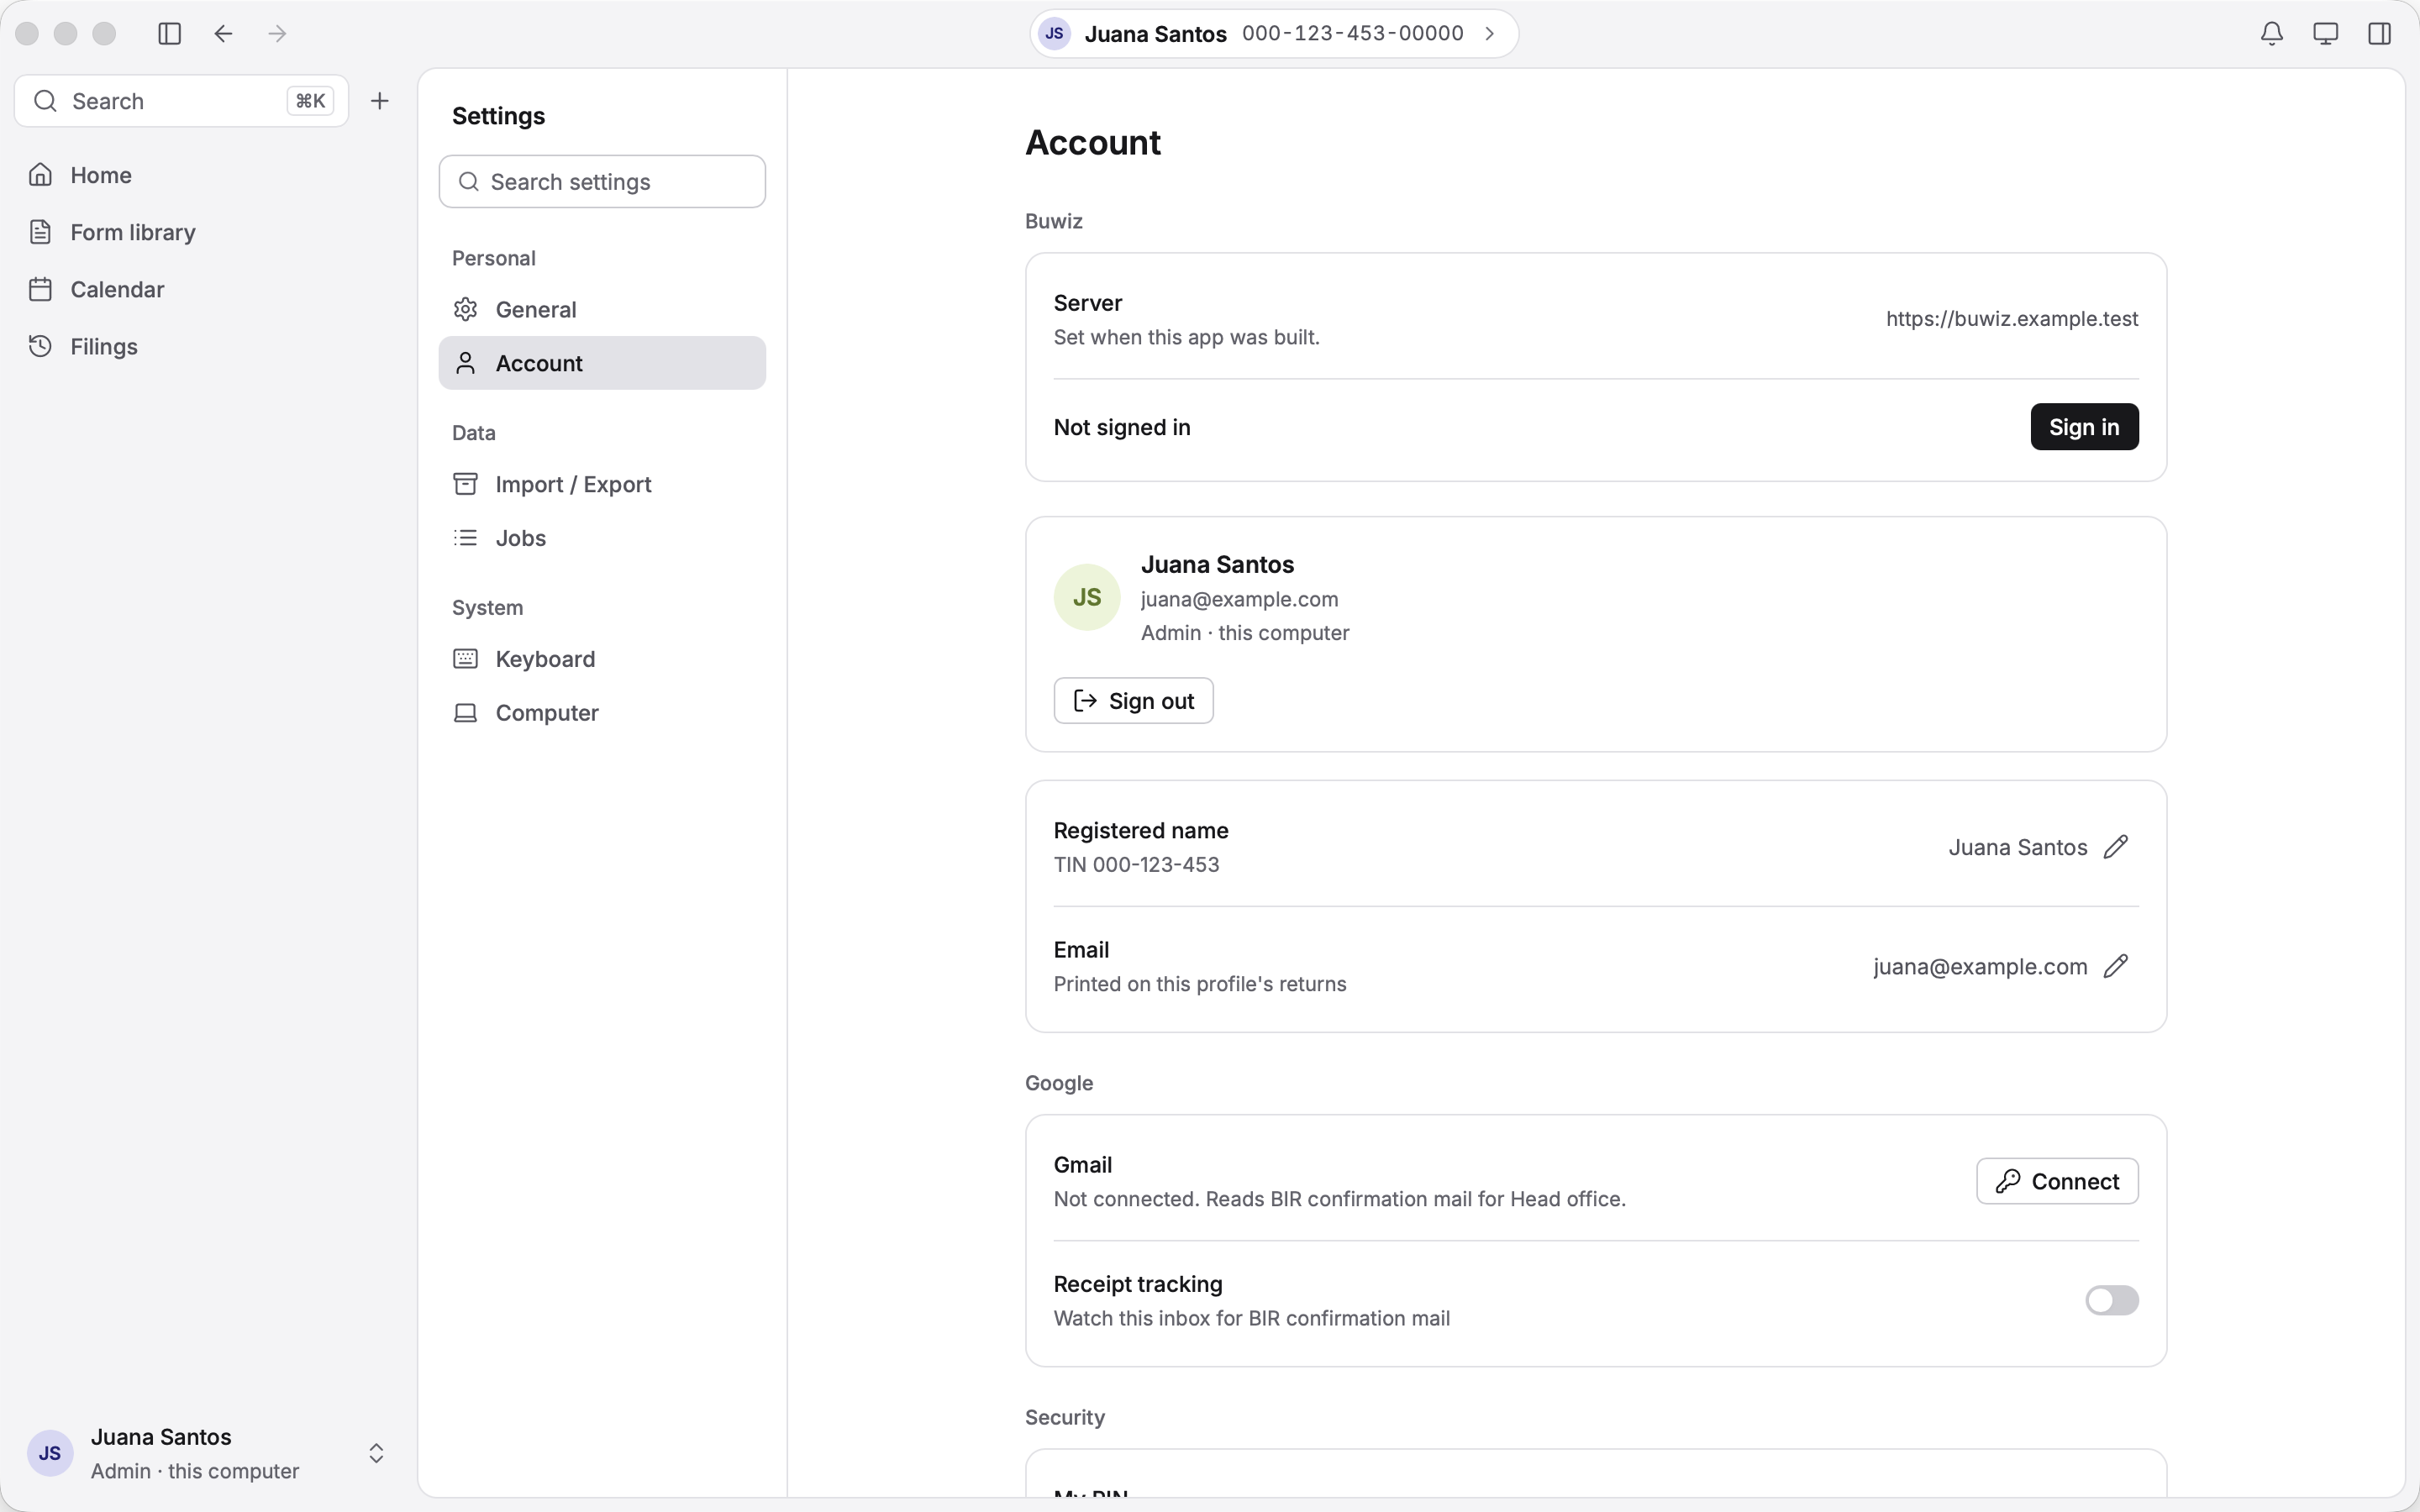 JS Juana Santos 000-123-453-00000
Search ⌘K
Home
Form library
Calendar
Filings
JS
Juana Santos
Admin · this computer
Settings
Search settings
Personal
General
Account
Data
Import / Export
Jobs
System
Keyboard
Computer
Account
Buwiz
Server
Set when this app was built.
https://buwiz.example.test
Not signed in
Sign in
JS
Juana Santos
juana@example.com
Admin · this computer
Sign out
Registered name
TIN 000-123-453
Juana Santos
Email
Printed on this profile's returns
juana@example.com
Google
Gmail
Not connected. Reads BIR confirmation mail for Head office.
Connect
Receipt tracking
Watch this inbox for BIR confirmation mail
Security
My PIN